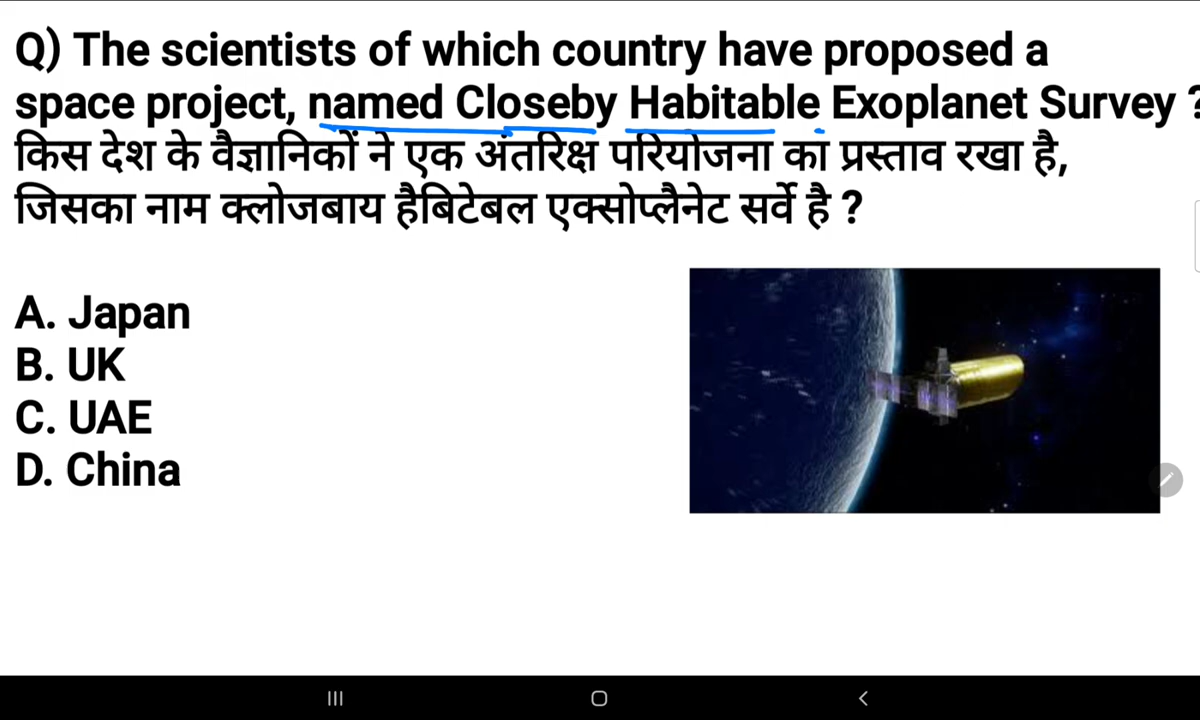 Q) The scientists of which country have proposed a
space project, named Closeby Habitable Exoplanet Survey ?
किस देश के वैज्ञानिकों ने एक अंतरिक्ष परियोजना का प्रस्ताव रखा है,
जिसका नाम क्लोजबाय हैबिटेबल एक्सोप्लैनेट सर्वे है ?
A. Japan
B. UK
C. UAE
D. China